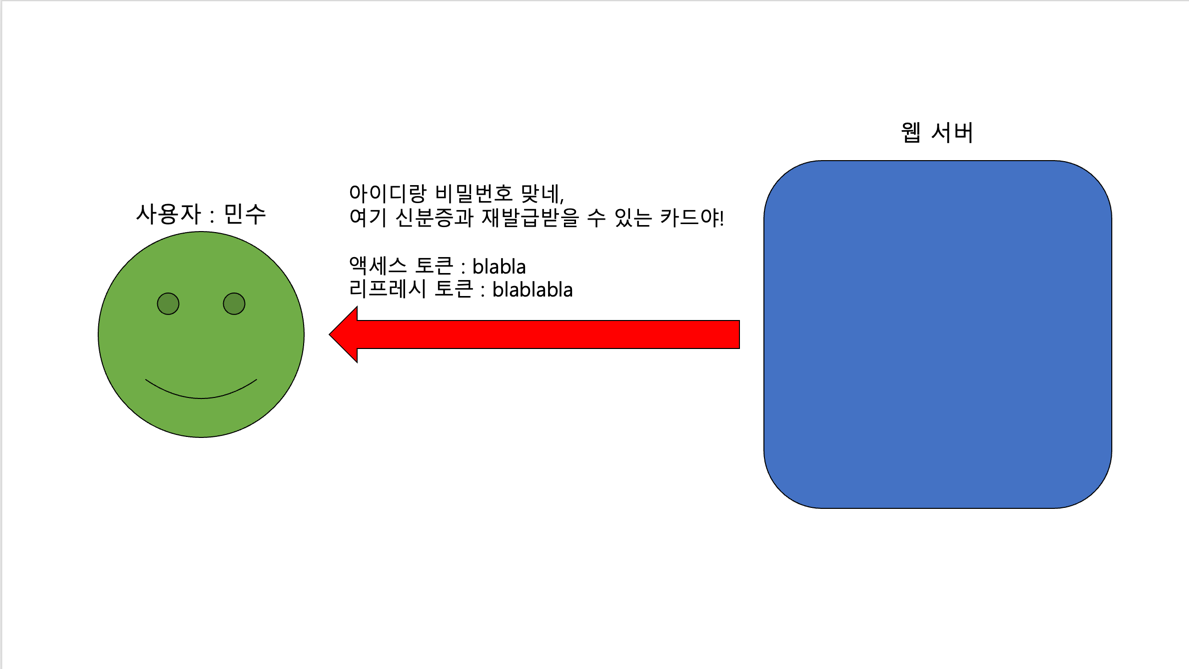 웹 서버
아이디랑 비밀번호 맞네,
여기 신분증과 재발급받을 수 있는 카드야!
사용자 : 민수
액세스 토큰 : blabla
리프레시 토큰 : blablabla